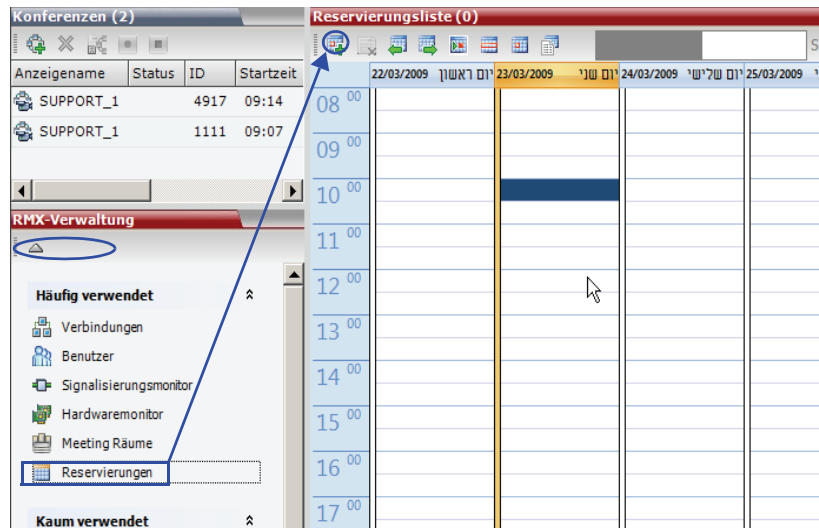 Konferenzen (2)
Anzeigename Status ID Startzeit
SUPPORT_1 4917 09:14
SUPPORT_1 1111 09:07
RMX-Verwaltung
Häufig verwendet
Verbindungen
Benutzer
Signalisierungsmonitor
Hardwaremonitor
Meeting Räume
Reservierungen
Kaum verwendet
Reservierungsliste (0)
S
22/03/2009 יום ראשון 23/03/2009 יום שני 24/03/2009 יום שלישי 25/03/2009 י
08 00
09 00
10 00
11 00
12 00
13 00
14 00
15 00
16 00
17 00